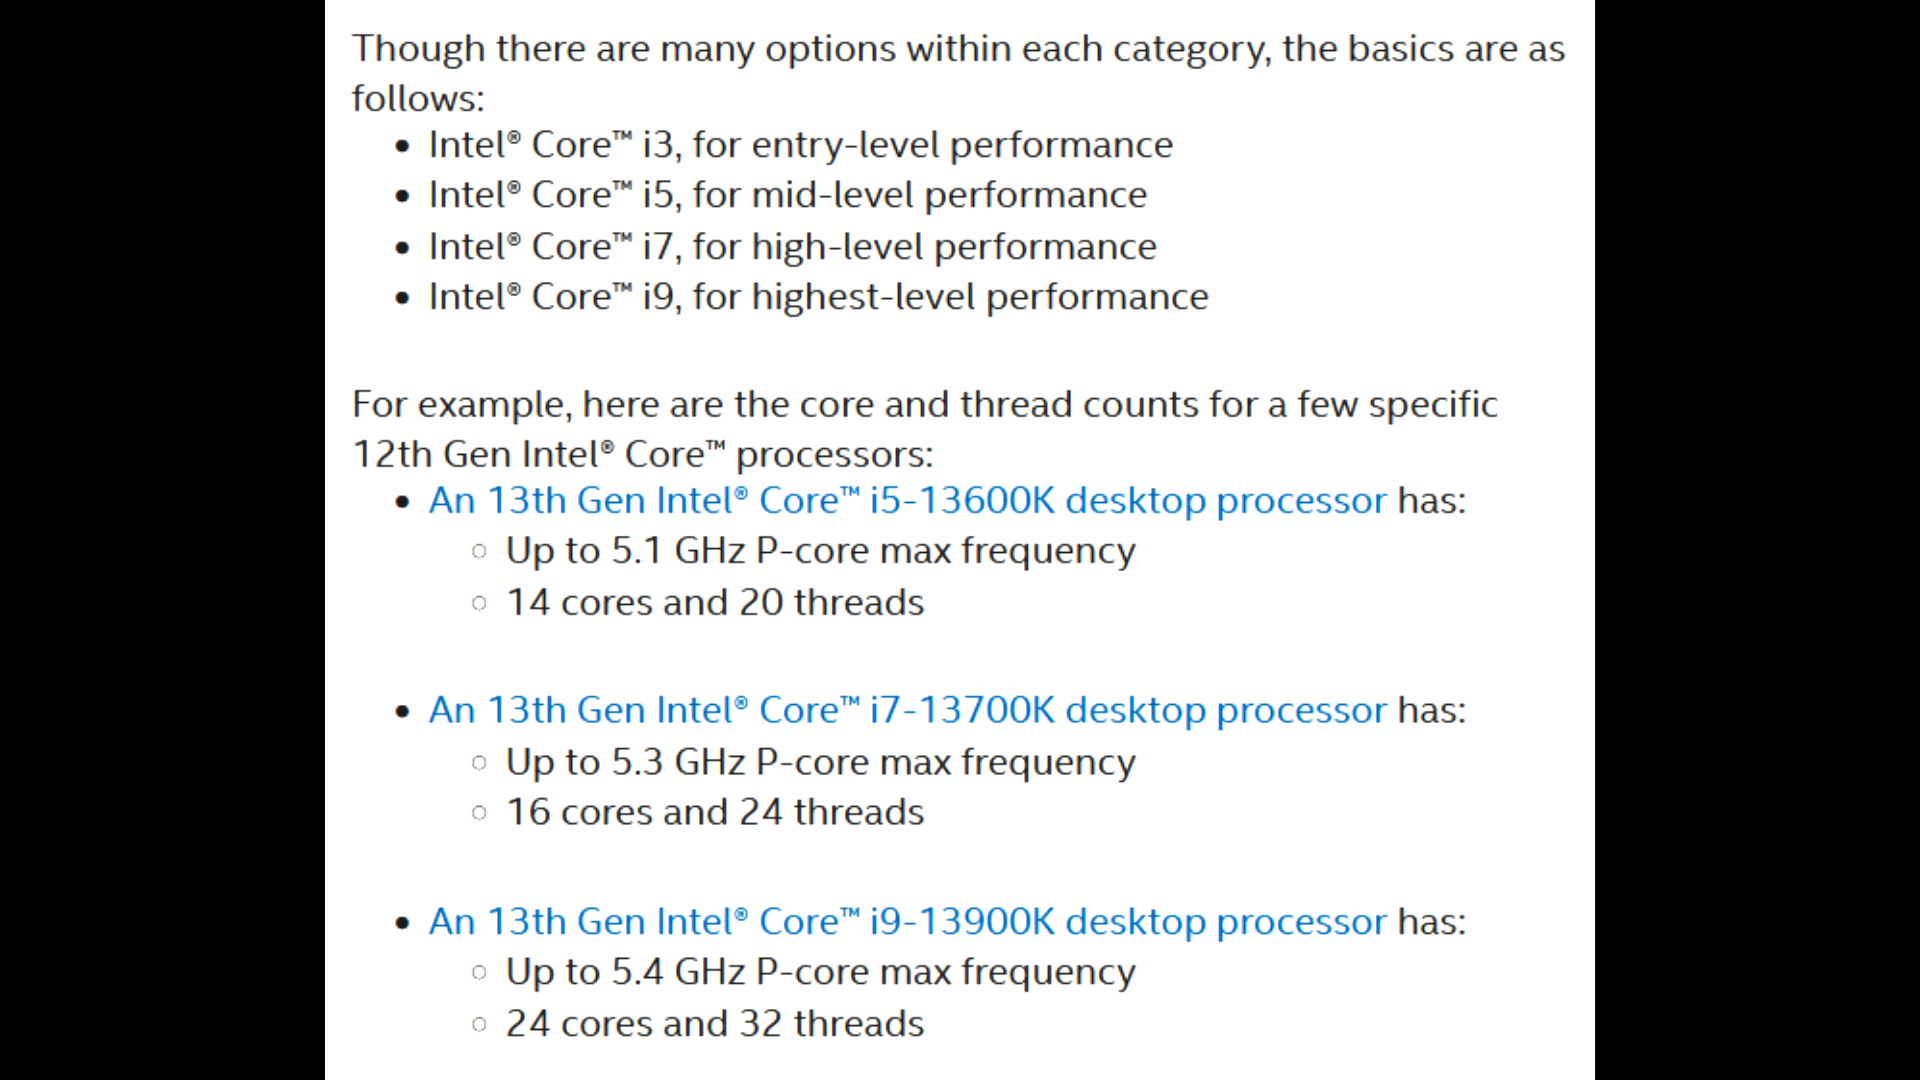 Though there are many options within each category, the basics are as
follows:
• Intel® Core™ i3, for entry-level performance
• Intel® Core™ i5, for mid-level performance
• Intel® Core™ i7, for high-level performance
• Intel® Core™ i9, for highest-level performance
For example, here are the core and thread counts for a few specific
12th Gen Intel® Core™ processors:
• An 13th Gen Intel® Core™ i5-13600K desktop processor has:
○ Up to 5.1 GHz P-core max frequency
○ 14 cores and 20 threads
• An 13th Gen Intel® Core™ i7-13700K desktop processor has:
○ Up to 5.3 GHz P-core max frequency
○ 16 cores and 24 threads
• An 13th Gen Intel® Core™ i9-13900K desktop processor has:
○ Up to 5.4 GHz P-core max frequency
○ 24 cores and 32 threads